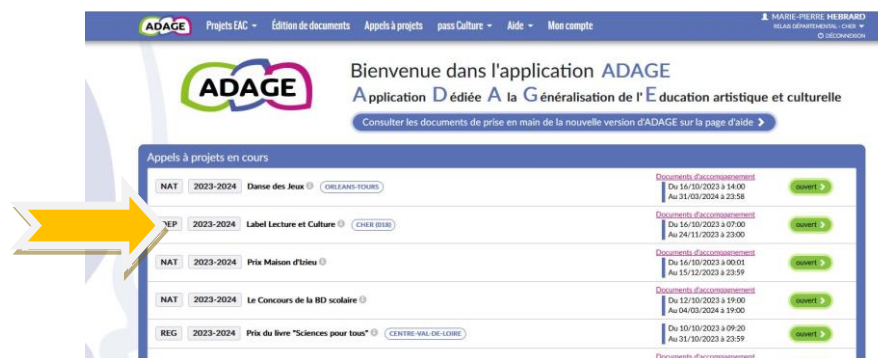 ADAGE Projets EAC Édition de documents Appels à projets pass Culture Aide Mon compte
MARIE-PIERRE HEBRARD
RELAIS DÉPARTEMENTAL - CHER
DÉCONNEXION
ADAGE
Bienvenue dans l'application ADAGE
Application Dédiée A la Généralisation de l'Education artistique et culturelle
Consulter les documents de prise en main de la nouvelle version d'ADAGE sur la page d'aide
Appels à projets en cours
NAT 2023-2024 Danse des Jeux ORLEANS-TOURS
Documents d'accompagnement
Du 16/10/2023 à 14:00
Au 31/03/2024 à 23:58
ouvert
2023-2024 Label Lecture et Culture CHER (018)
Documents d'accompagnement
Du 16/10/2023 à 07:00
Au 24/11/2023 à 23:00
ouvert
NAT 2023-2024 Prix Maison d'Izieu
Documents d'accompagnement
Du 16/10/2023 à 00:01
Au 15/12/2023 à 23:59
ouvert
NAT 2023-2024 Le Concours de la BD scolaire
Documents d'accompagnement
Du 12/10/2023 à 19:00
Au 04/03/2024 à 19:00
ouvert
REG 2023-2024 Prix du livre "Sciences pour tous" CENTRE-VAL-DE-LOIRE
Du 10/10/2023 à 09:20
Au 31/10/2023 à 23:59
ouvert
Documents d'accompagnement